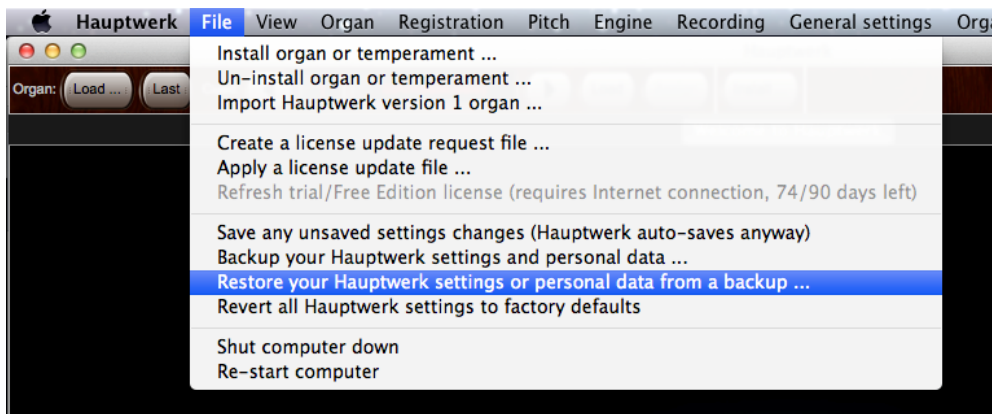 Hauptwerk File View Organ Registration Pitch Engine Recording General settings Orga
Organ: Load ... Last
Install organ or temperament ...
Un-install organ or temperament ...
Import Hauptwerk version 1 organ ...
Create a license update request file ...
Apply a license update file ...
Refresh trial/Free Edition license (requires Internet connection, 74/90 days left)
Save any unsaved settings changes (Hauptwerk auto-saves anyway)
Backup your Hauptwerk settings and personal data ...
Restore your Hauptwerk settings or personal data from a backup ...
Revert all Hauptwerk settings to factory defaults
Shut computer down
Re-start computer